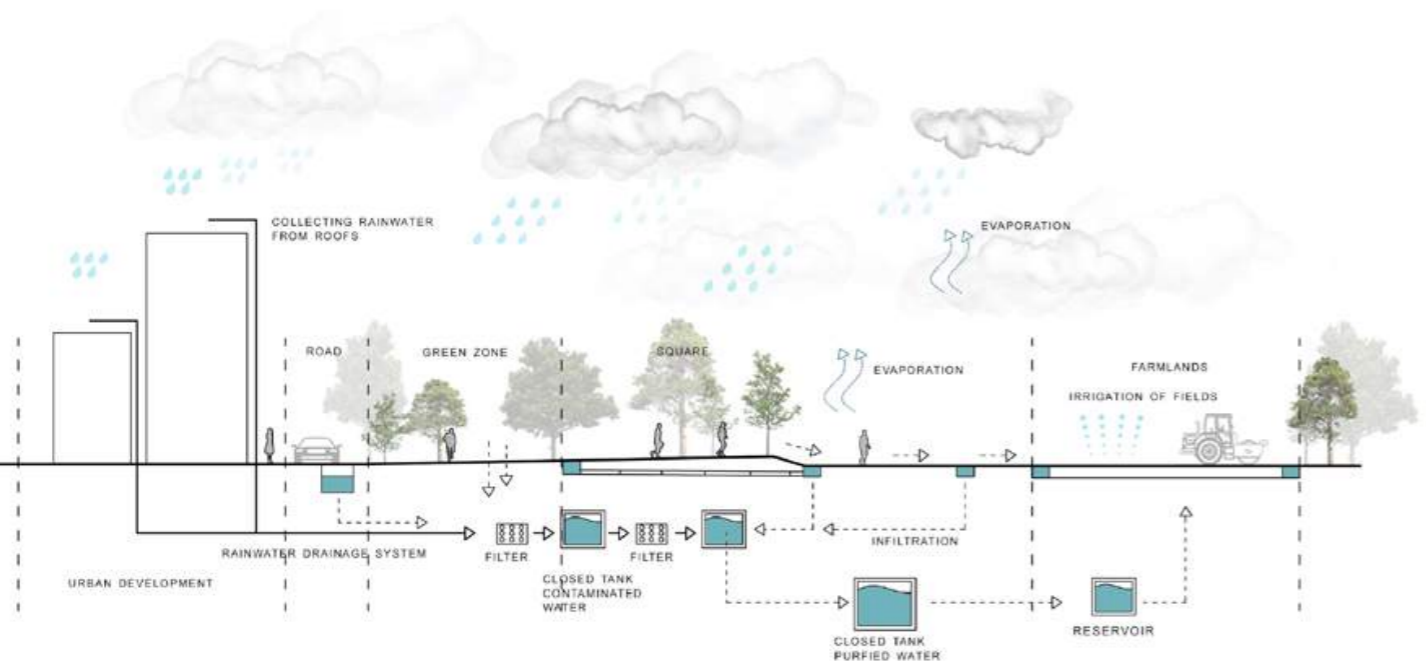 COLLECTING RAINWATER
FROM ROOFS
EVAPORATION
ROAD
GREEN ZONE
SQUARE
EVAPORATION
FARMLANDS
IRRIGATION OF FIELDS
RAINWATER DRAINAGE SYSTEM
FILTER
FILTER
INFILTRATION
URBAN DEVELOPMENT
CLOSED TANK
CONTAMINATED
WATER
RESERVOIR
CLOSED TANK
PURFIED WATER